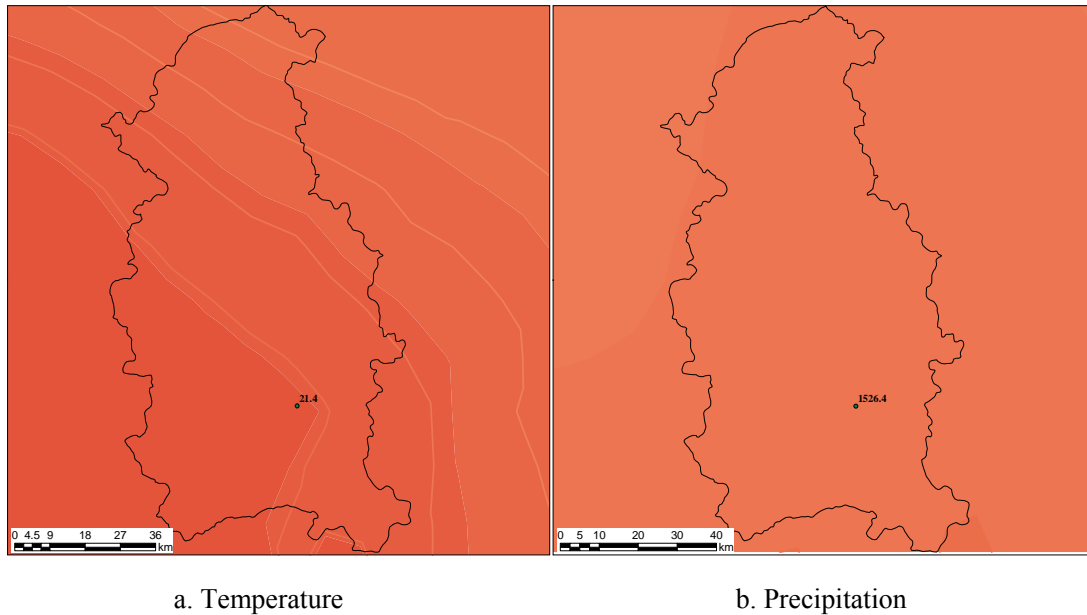 21.4
0 4.5 9 18 27 36
km
1526.4
0 5 10 20 30 40
km
a. Temperature
b. Precipitation